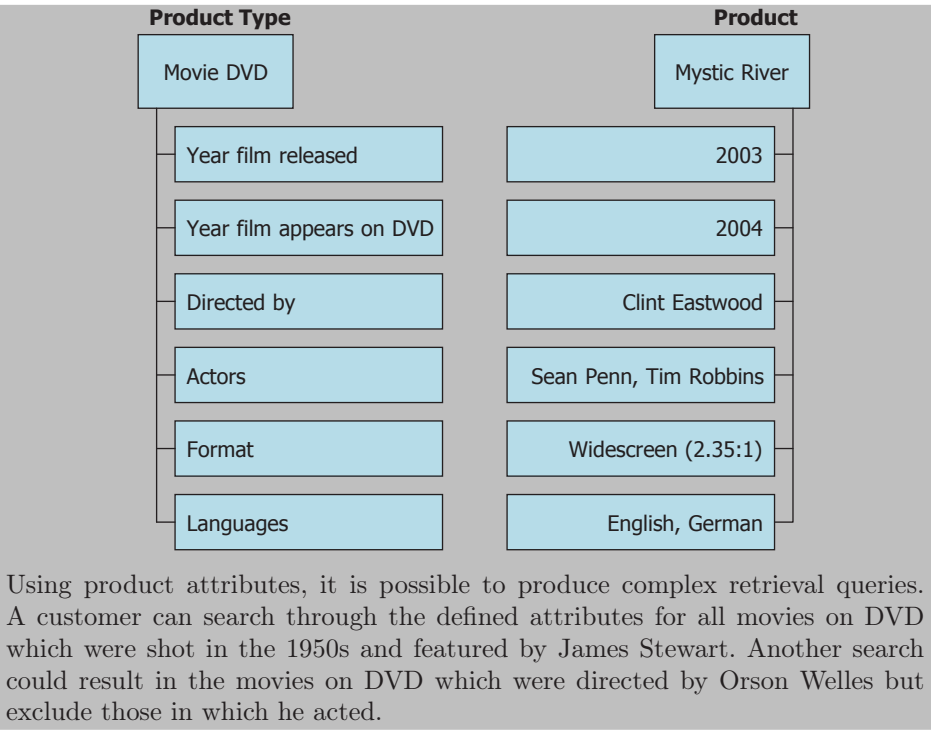 Product Type
Product
Movie DVD
Mystic River
Year film released
2003
Year film appears on DVD
2004
Directed by
Clint Eastwood
Actors
Sean Penn, Tim Robbins
Format
Widescreen (2.35:1)
Languages
English, German
Using product attributes, it is possible to produce complex retrieval queries.
A customer can search through the defined attributes for all movies on DVD
which were shot in the 1950s and featured by James Stewart. Another search
could result in the movies on DVD which were directed by Orson Welles but
exclude those in which he acted.